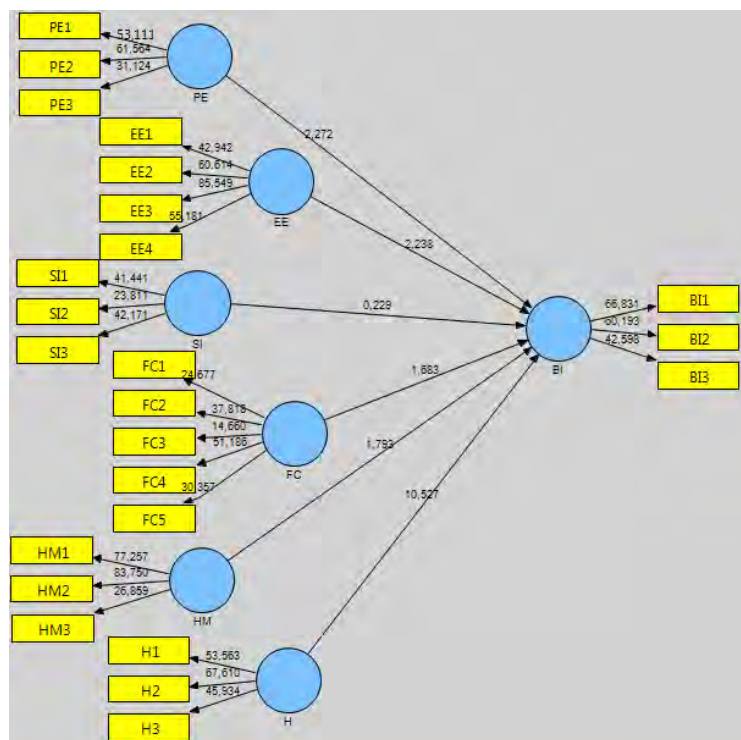 PE1
53,111
61,564
PE2
31,124
PE3
PE
2,272
EE1
42,942
60,614
EE2
85,549
EE3
55,181
EE
EE4
2,238
SI1
41,441
23,811
SI2
42,171
SI3
SI
0,229
66,831
BI1
60,193
BI2
42,598
BI3
BI
FC1
24,677
1,683
FC2
37,818
14,660
FC3
51,186
FC4
30,357
FC
FC5
1,793
10,527
HM1
77,257
83,750
HM2
26,859
HM3
HM
H1
53,563
67,610
H2
45,934
H3
H